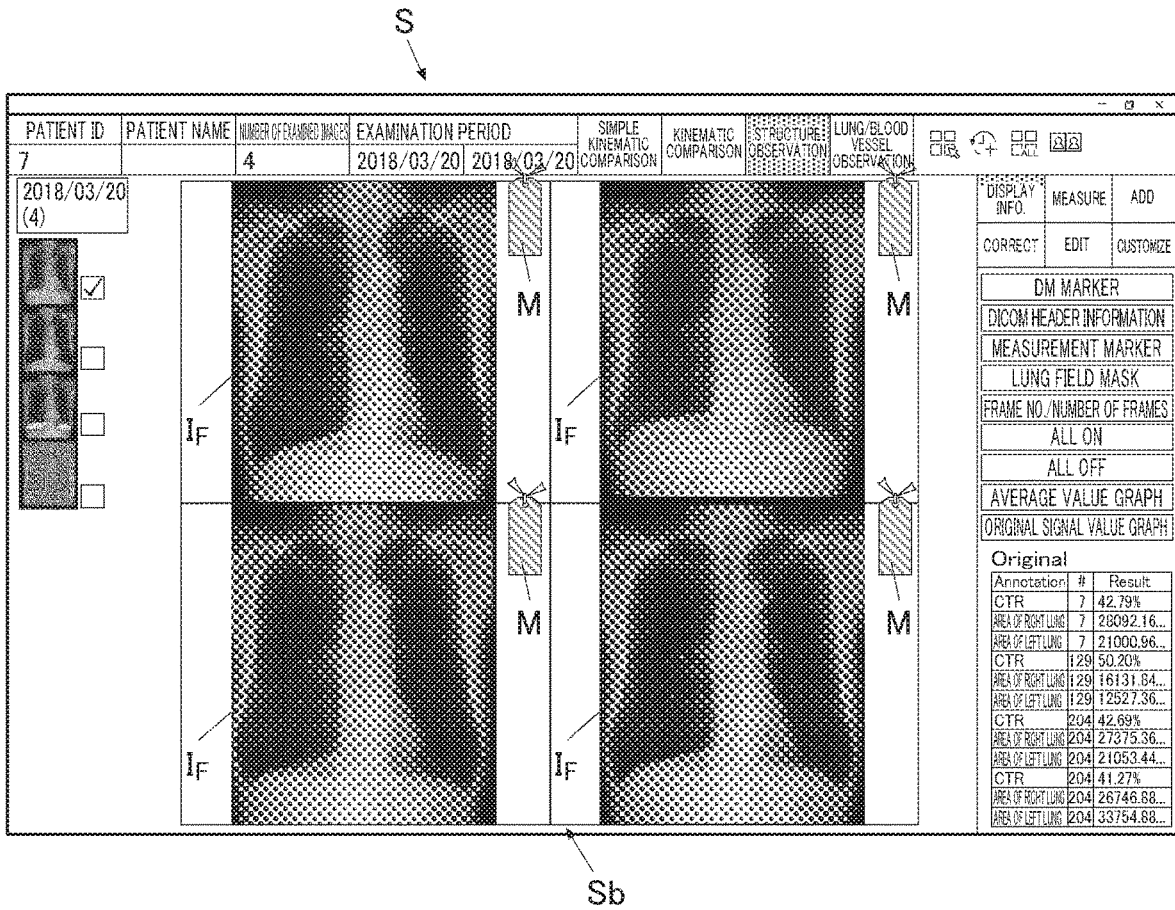 S
PATIENT ID
PATIENT NAME
NUMBER OF EXAMINED IMAGES
EXAMINATION PERIOD
SIMPLE KINEMATIC COMPARISON
KINEMATIC COMPARISON
STRUCTURE OBSERVATION
LUNG/BLOOD VESSEL OBSERVATION
ALL
7
4
2018/03/20
2018/03/20
2018/03/20
(4)
DISPLAY INFO.
MEASURE
ADD
CORRECT
EDIT
CUSTOMIZE
DM MARKER
DICOM HEADER INFORMATION
MEASUREMENT MARKER
LUNG FIELD MASK
FRAME NO./NUMBER OF FRAMES
ALL ON
ALL OFF
AVERAGE VALUE GRAPH
ORIGINAL SIGNAL VALUE GRAPH
M
M
IF
IF
M
M
IF
IF
Original
Annotation # Result
CTR 7 42.79%
AREA OF RIGHT LUNG 7 28092.16...
AREA OF LEFT LUNG 7 21000.96...
CTR 129 50.20%
AREA OF RIGHT LUNG 129 16131.84...
AREA OF LEFT LUNG 129 12527.36...
CTR 204 42.69%
AREA OF RIGHT LUNG 204 27375.36...
AREA OF LEFT LUNG 204 21053.44...
CTR 204 41.27%
AREA OF RIGHT LUNG 204 26746.88...
AREA OF LEFT LUNG 204 33754.88...
Sb